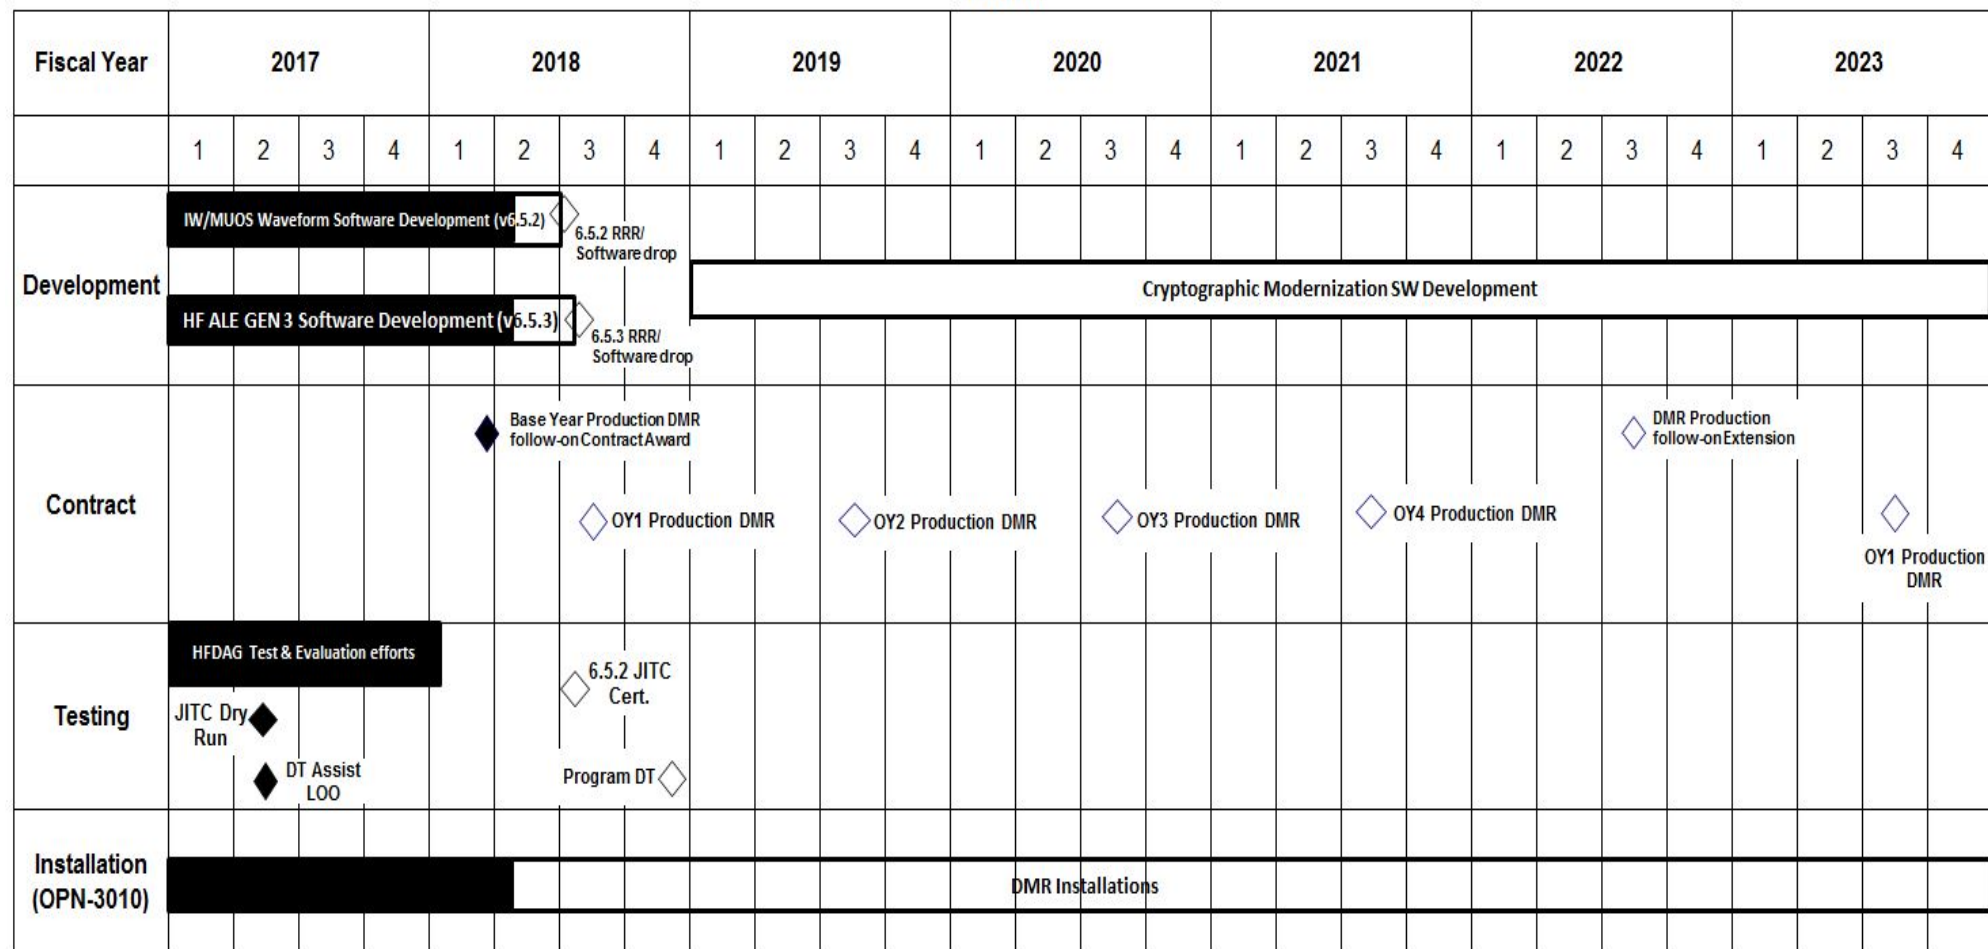 Fiscal Year 2017 2018 2019 2020 2021 2022 2023
1 2 3 4 1 2 3 4 1 2 3 4 1 2 3 4 1 2 3 4 1 2 3 4 1 2 3 4
Development
IW/MUOS Waveform Software Development (v6.5.2)
6.5.2 RRR/
Software drop
Cryptographic Modernization SW Development
HF ALE GEN 3 Software Development (v6.5.3)
6.5.3 RRR/
Software drop
Contract
Base Year Production DMR
follow-on Contract Award
DMR Production
follow-on Extension
OY1 Production DMR
OY2 Production DMR
OY3 Production DMR
OY4 Production DMR
OY1 Production
DMR
Testing
HFDAG Test & Evaluation efforts
6.5.2 JITC
Cert.
JITC Dry
Run
DT Assist
LOO
Program DT
Installation
(OPN-3010)
DMR Installations